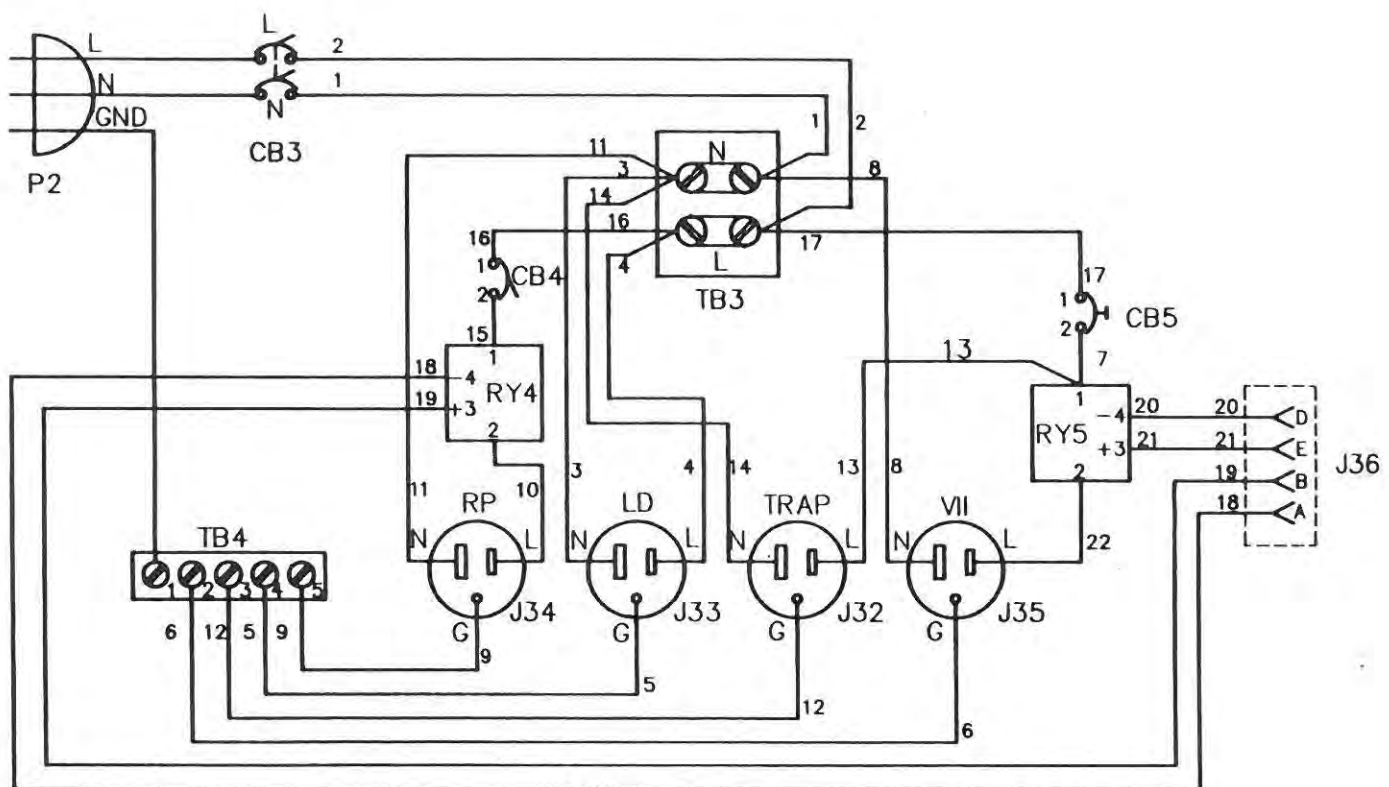 L
L
2
N
1
GND
N
CB3
P2
1
2
11
N
3
8
14
16
16
17
4
L
TB3
1
CB4
2
17
1
CB5
2
15
1
13
7
18
-4
RY4
19
+3
2
1
-4
20
20
D
RY5
+3
21
21
E
J36
2
19
B
18
A
3
4
14
13
8
11
RP
10
LD
TRAP
VII
22
TB4
N
L
N
L
N
L
N
L
1
2
3
4
5
J34
J33
J32
J35
6
12
5
9
G
G
G
G
9
5
12
6